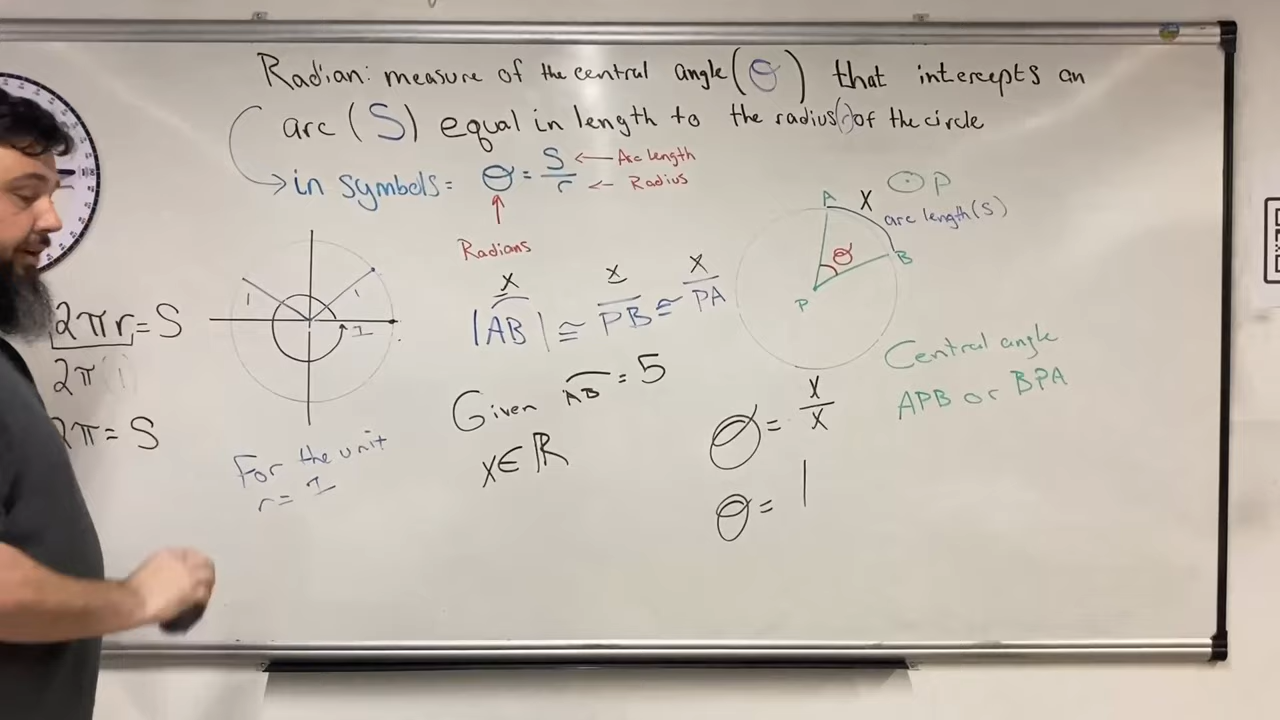 Radian: measure of the central angle (θ) that intercepts an
arc (S) equal in length to the radius (r) of the circle
in symbols = θ = S/r
← Arc length
← Radius
Radians
⊙ P
A X
arc length (S)
θ
B
P
2πr = S
2π(1)
2π = S
1 1
1
For the unit
r = 1
X X X
|AB| ≅ PB ≅ PA
Given AB = 5
x ∈ ℝ
θ = X/X
θ = 1
Central angle
APB or BPA